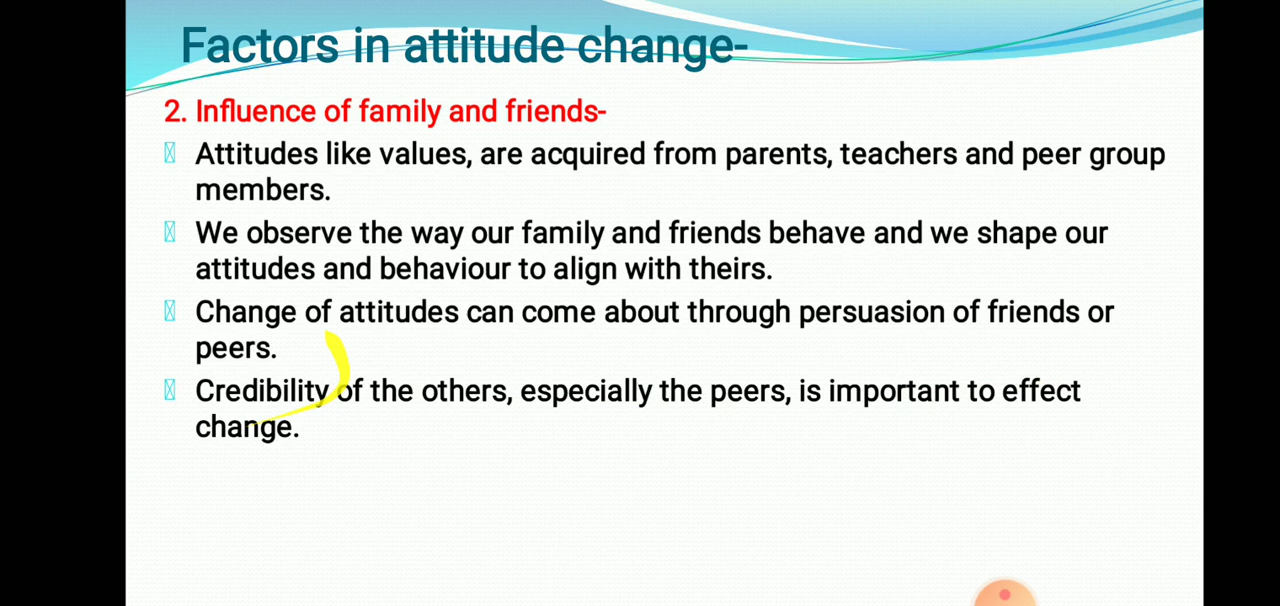 Factors in attitude change-
2. Influence of family and friends-
Attitudes like values, are acquired from parents, teachers and peer group
members.
We observe the way our family and friends behave and we shape our
attitudes and behaviour to align with theirs.
Change of attitudes can come about through persuasion of friends or
peers.
Credibility of the others, especially the peers, is important to effect
change.